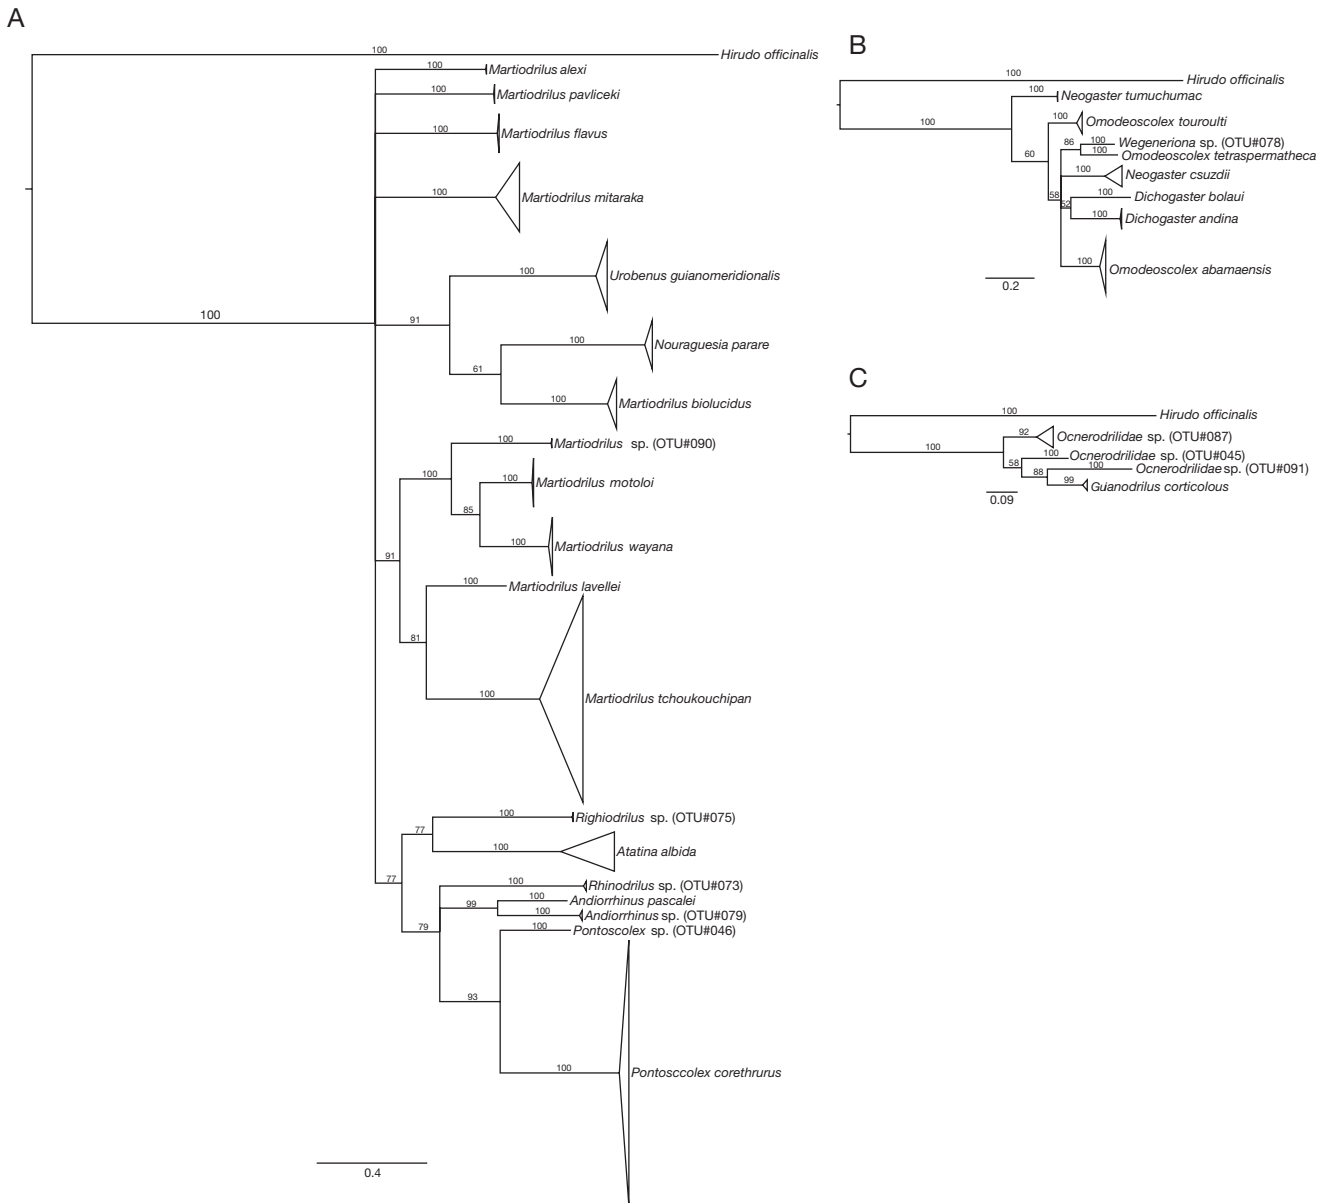 A
100
Hirudo officinalis
100
Martiodrilus alexi
100
Martiodrilus pavliceki
100
Martiodrilus flavus
100
Martiodrilus mitaraka
100
Urobenus guianomeridionalis
100
91
100
Nouraguesia parare
61
100
Martiodrilus biolucidus
100
Martiodrilus sp. (OTU#090)
100
100
Martiodrilus motoloi
85
100
Martiodrilus wayana
91
100
Martiodrilus lavellei
81
100
Martiodrilus tchoukouchipan
100
Righiodrilus sp. (OTU#075)
77
100
Atatina albida
77
100
Rhinodrilus sp. (OTU#073)
100
Andiorrhinus pascalei
99
100
Andiorrhinus sp. (OTU#079)
79
100
Pontoscolex sp. (OTU#046)
93
100
Pontosccolex corethrurus
0.4
B
100
Hirudo officinalis
100
Neogaster tumuchumac
100
100
Omodeoscolex touroulti
60
86
100
Wegeneriona sp. (OTU#078)
100
Omodeoscolex tetraspermatheca
100
Neogaster csuzdii
58
100
Dichogaster bolaui
52
100
Dichogaster andina
100
Omodeoscolex abamaensis
0.2
C
100
Hirudo officinalis
92
Ocnerodrilidae sp. (OTU#087)
100
100
Ocnerodrilidae sp. (OTU#045)
58
100
Ocnerodrilidae sp. (OTU#091)
88
99
Guianodrilus corticolous
0.09